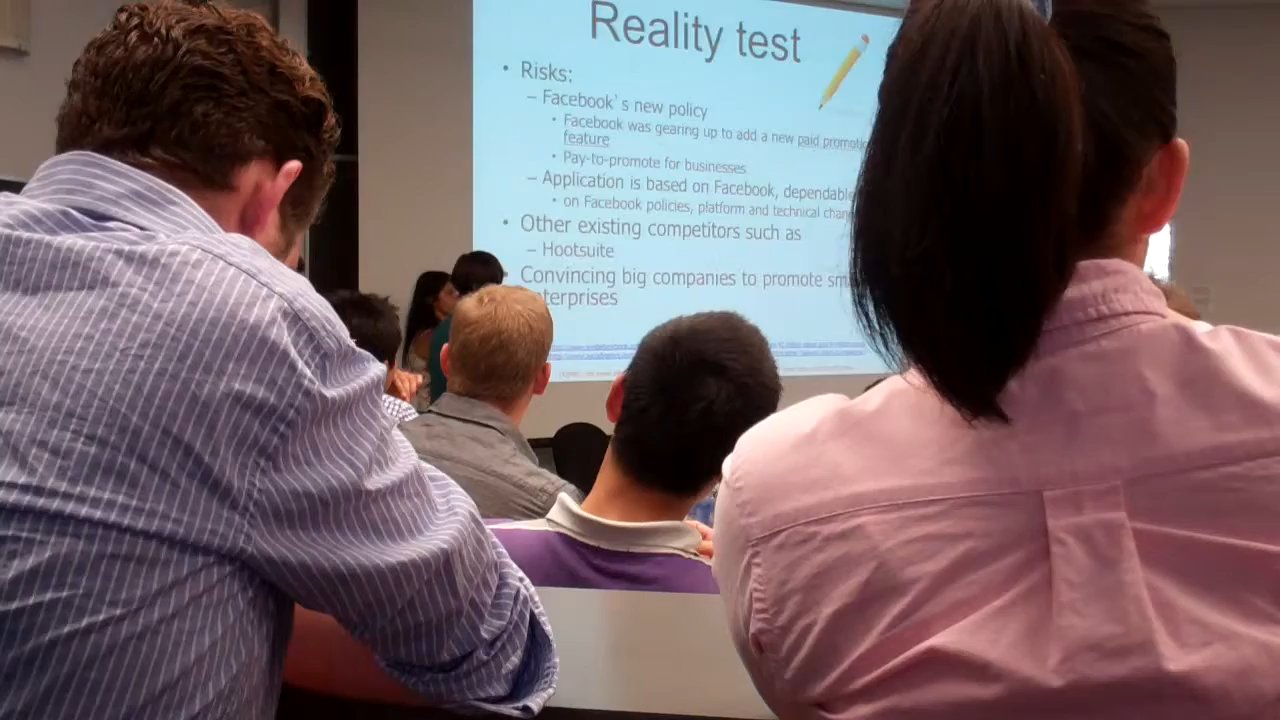 Reality test
• Risks:
– Facebook's new policy
• Facebook was gearing up to add a new paid
feature
• Pay-to-promote for businesses
– Application is based on Facebook, dependable
• on Facebook policies, platform and technical
• Other existing competitors such as
– Hootsuite
• Convincing big companies to promote